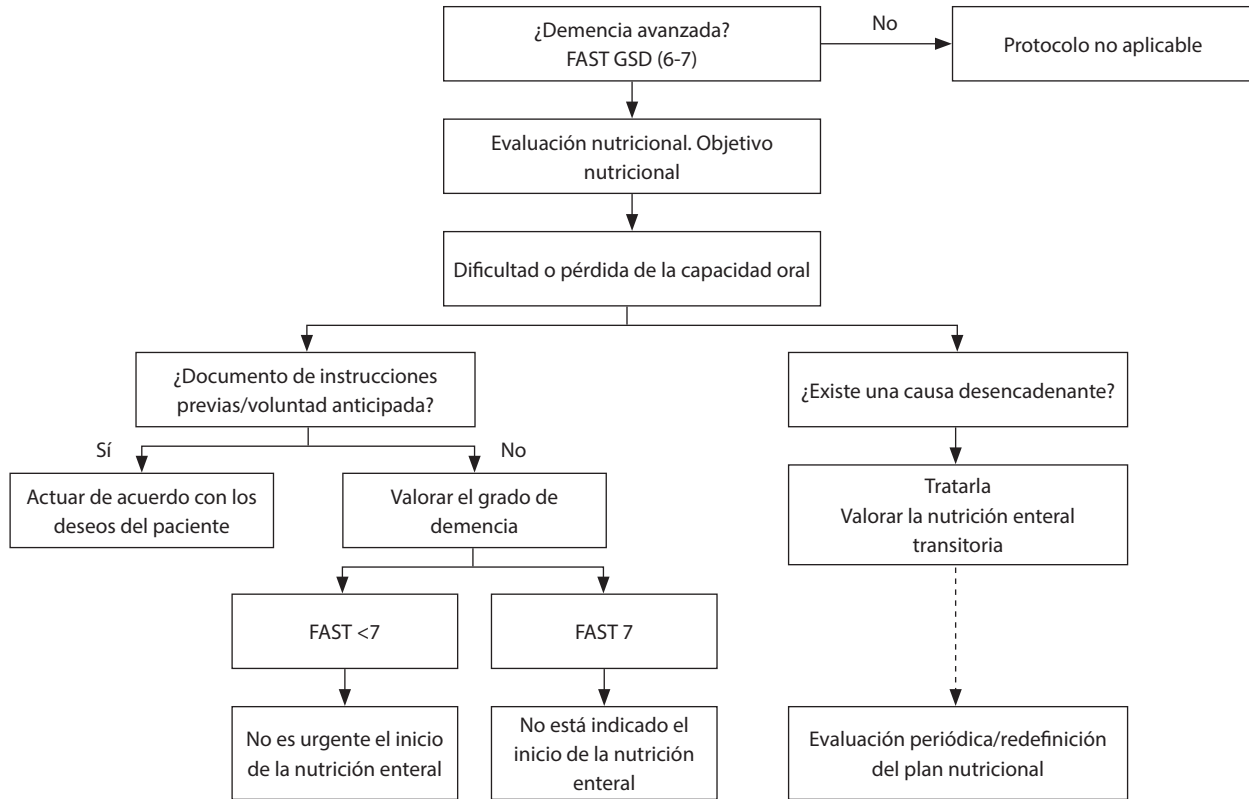 ¿Demencia avanzada?
FAST GSD (6-7)
No
Protocolo no aplicable
Evaluación nutricional. Objetivo
nutricional
Dificultad o pérdida de la capacidad oral
¿Documento de instrucciones
previas/voluntad anticipada?
¿Existe una causa desencadenante?
Sí
No
Actuar de acuerdo con los
deseos del paciente
Valorar el grado de
demencia
Tratarla
Valorar la nutrición enteral
transitoria
FAST <7
FAST 7
No es urgente el inicio
de la nutrición enteral
No está indicado el
inicio de la nutrición
enteral
Evaluación periódica/redefinición
del plan nutricional